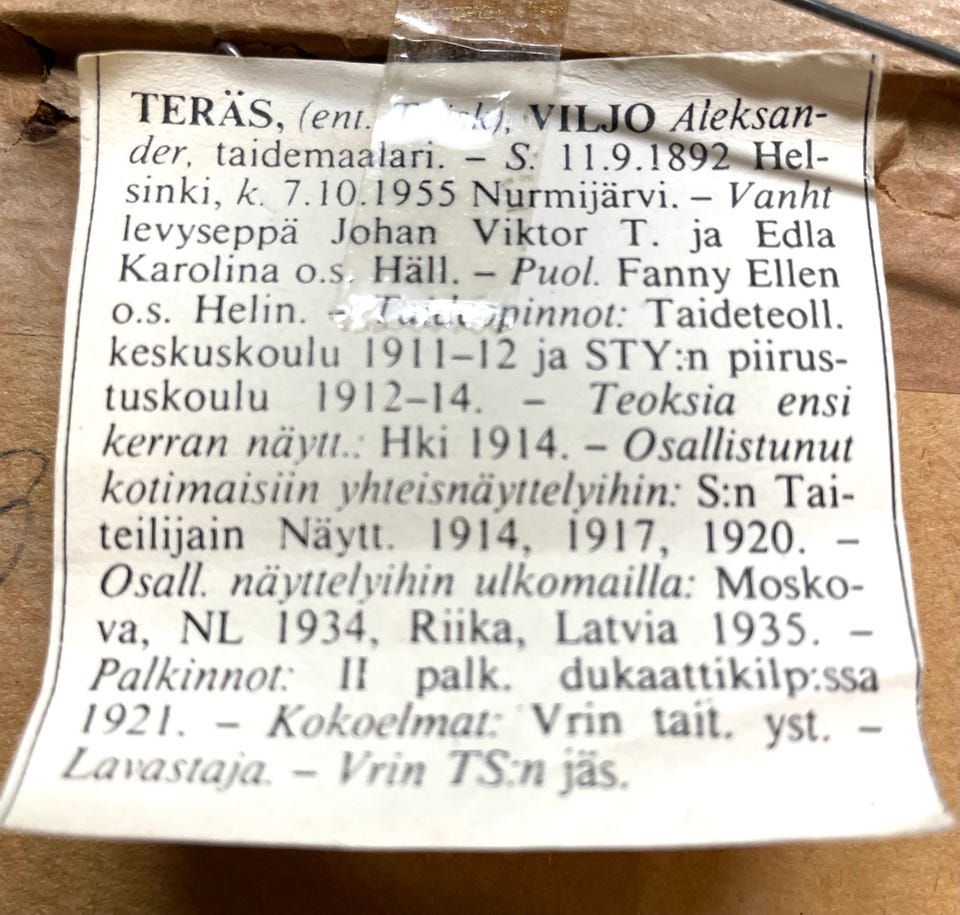 TERÄS, (ent. VILJO Aleksan-
der, taidemaalari. – S. 11.9.1892 Hel-
sinki, k. 7.10.1955 Nurmijärvi. – Vanht
levyseppä Johan Viktor T. ja Edla
Karolina o.s. Häll. – Puol. Fanny Ellen
o.s. Helin. – Taideopinnot: Taideteoll.
keskuskoulu 1911–12 ja STY:n piirus-
tuskoulu 1912–14. – Teoksia ensi
kerran näytt.: Hki 1914. – Osallistunut
kotimaisiin yhteisnäyttelyihin: S:n Tai-
teilijain Näytt. 1914, 1917, 1920. –
Osall. näyttelyihin ulkomailla: Mosko-
va, NL 1934, Riika, Latvia 1935. –
Palkinnot: II palk. dukaattikilp:ssa
1921. – Kokoelmat: Vrin tait. yst. –
Lavastaja. – Vrin TS:n jäs.